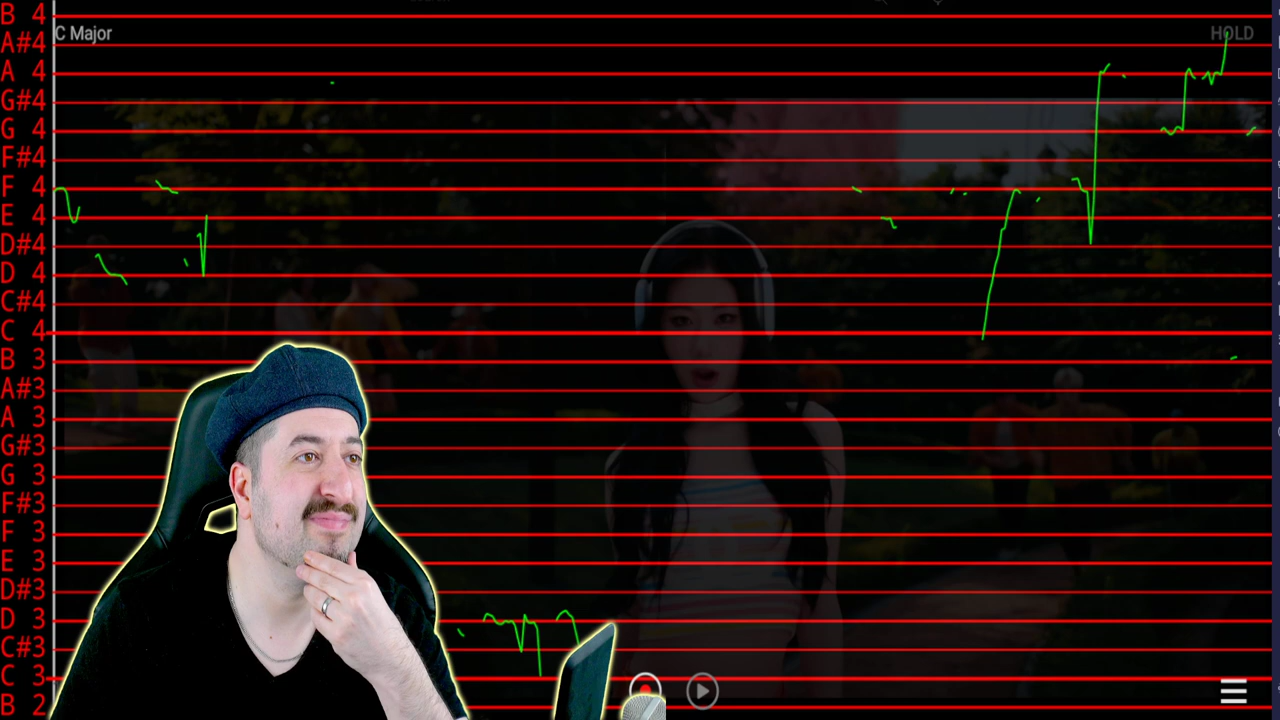 B 4
C Major
HOLD
A#4
A 4
G#4
G 4
F#4
F 4
E 4
D#4
D 4
C#4
C 4
B 3
A#3
A 3
G#3
G 3
F#3
F 3
E 3
D#3
D 3
C#3
C 3
B 2